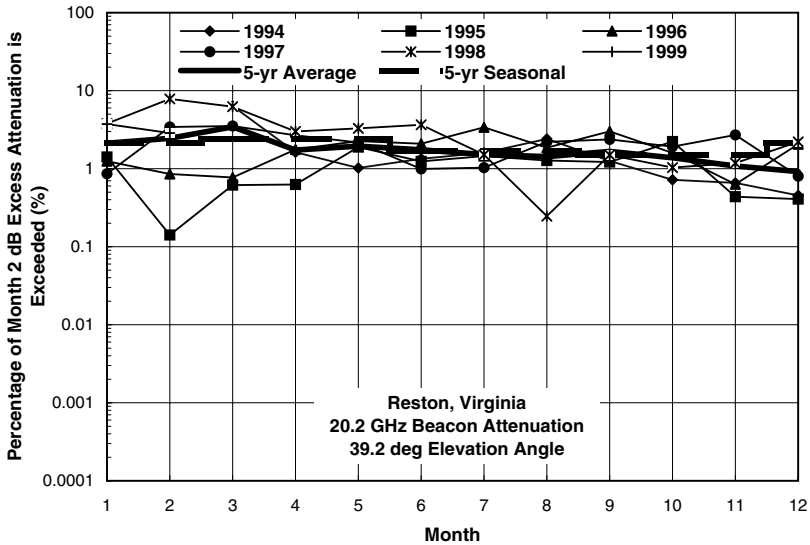 100
10
1
0.1
0.01
0.001
0.0001
Percentage of Month 2 dB Excess Attenuation is
Exceeded (%)
1994 1995 1996
1997 1998 1999
5-yr Average 5-yr Seasonal
Reston, Virginia
20.2 GHz Beacon Attenuation
39.2 deg Elevation Angle
1 2 3 4 5 6 7 8 9 10 11 12
Month